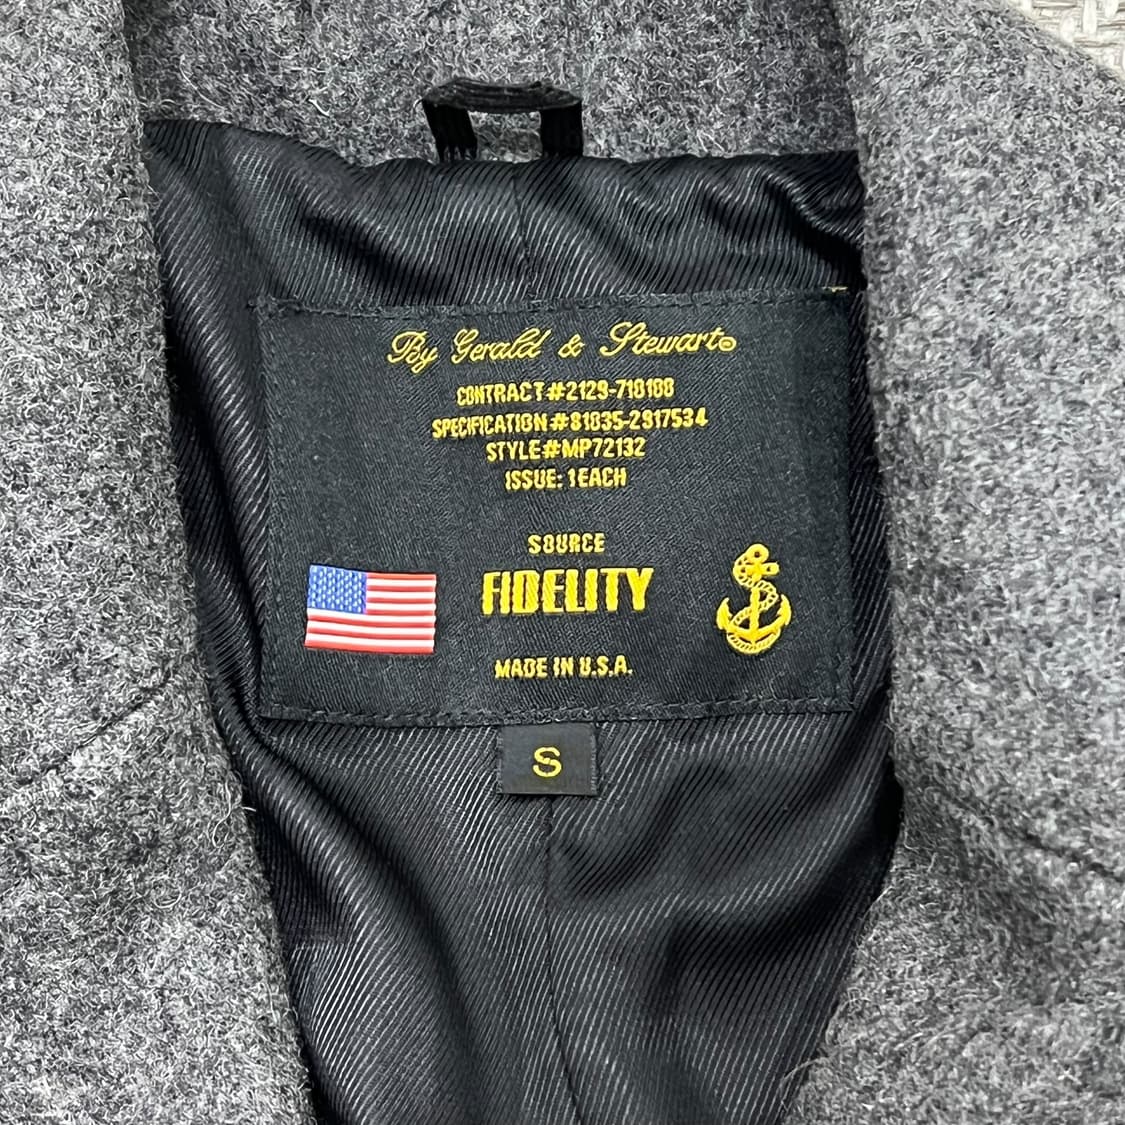 By Gerald & Stewart®
CONTRACT#2129-718188
SPECIFICATION#81835-2917534
STYLE#MP72132
ISSUE: 1EACH
SOURCE
FIDELITY
MADE IN U.S.A.
S